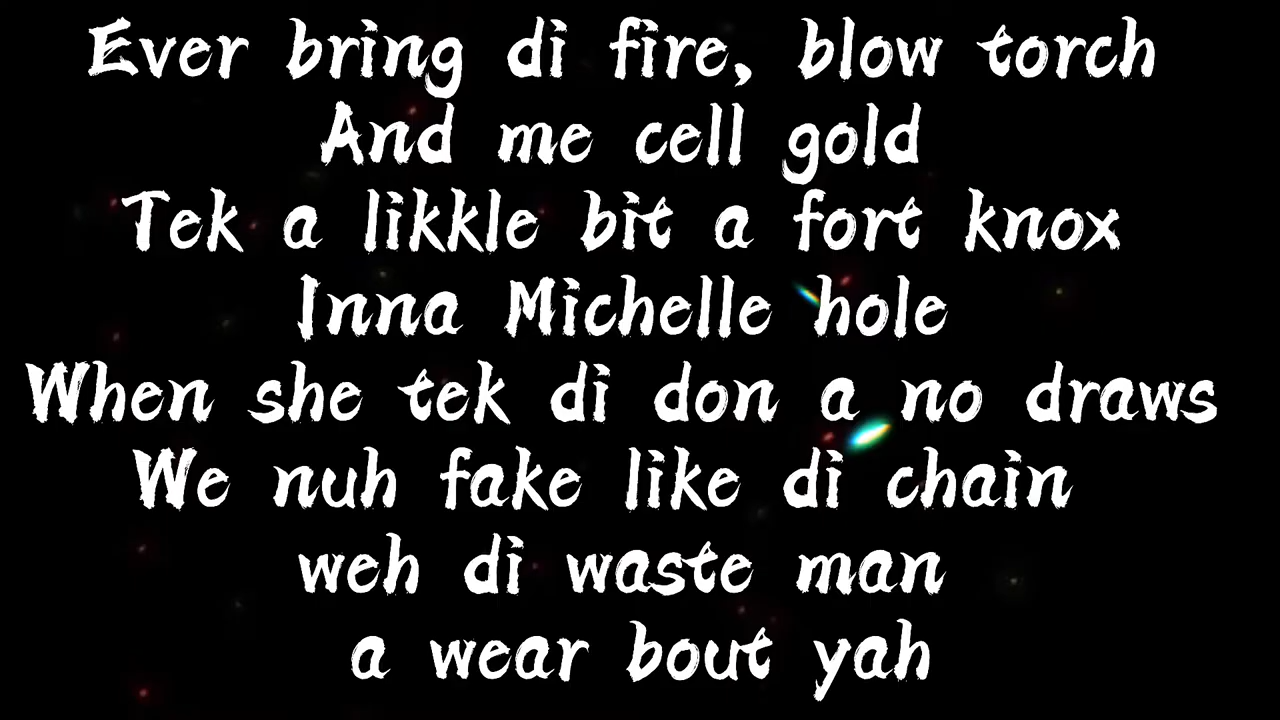 Ever bring di fire, blow torch
And me cell gold
Tek a likkle bit a fort knox
Inna Michelle hole
When she tek di don a no draws
We nuh fake like di chain
weh di waste man
a wear bout yah